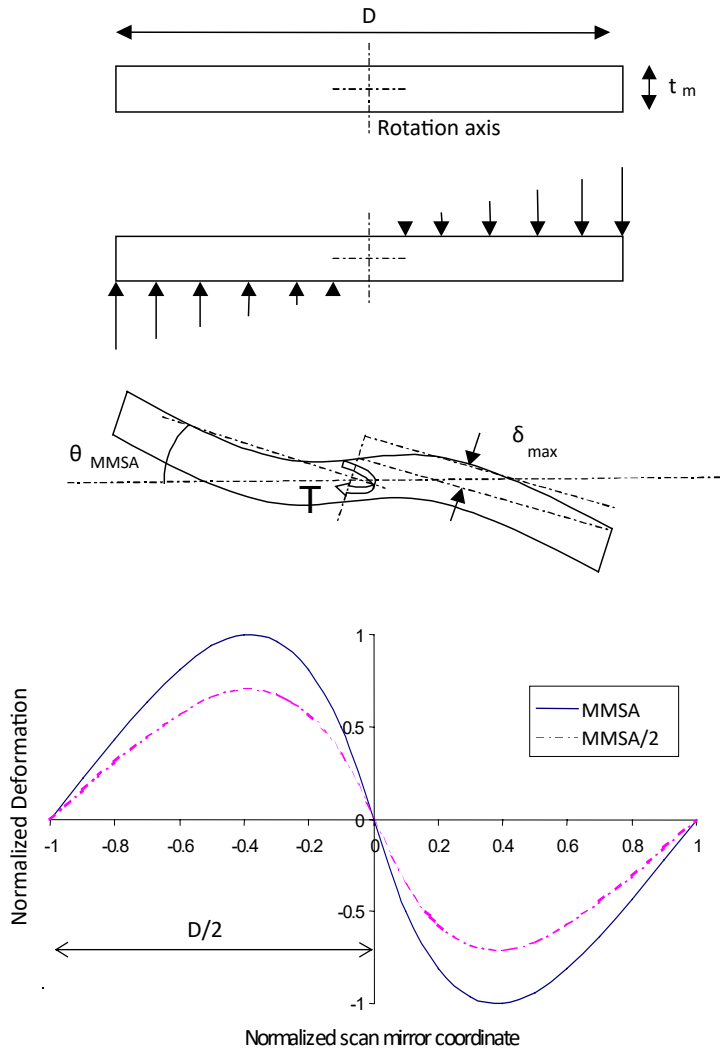 D
t m
Rotation axis
θ MMSA
δ max
T
1
0.5
0
-0.5
-1
-1 -0.8 -0.6 -0.4 -0.2 0 0.2 0.4 0.6 0.8 1
MMSA
MMSA/2
Normalized Deformation
D/2
Normalized scan mirror coordinate